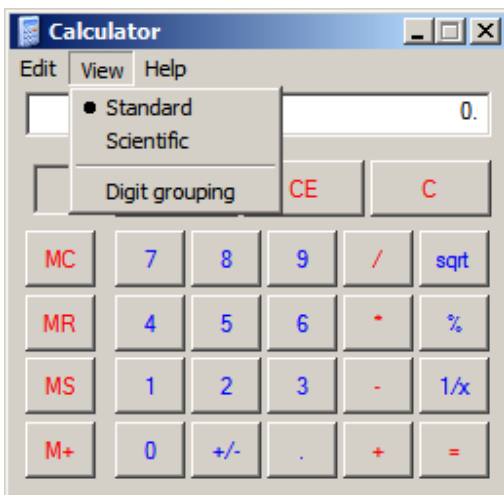 Calculator
Edit View Help
Standard
0.
Scientific
Digit grouping
CE C
MC 7 8 9 / sqrt
MR 4 5 6 * %
MS 1 2 3 - 1/x
M+ 0 +/- . + =